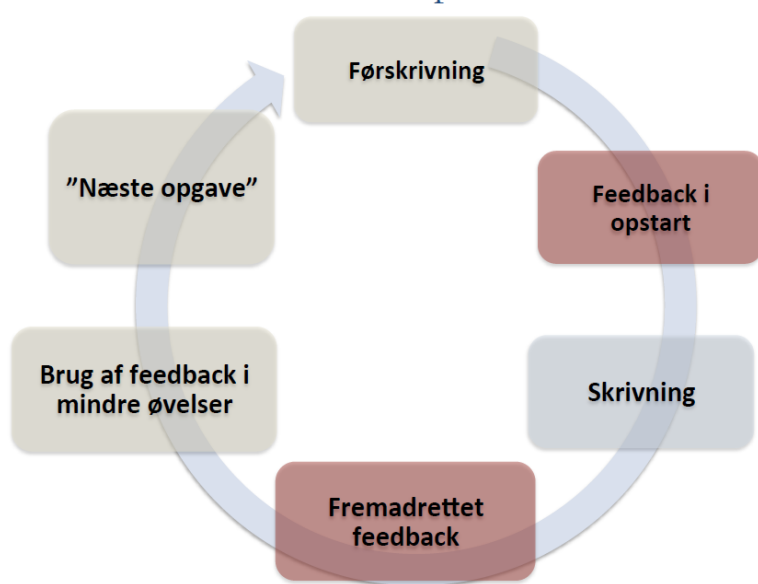 Førskrivning
Feedback i
opstart
Skrivning
Fremadrettet
feedback
Brug af feedback i
mindre øvelser
”Næste opgave”